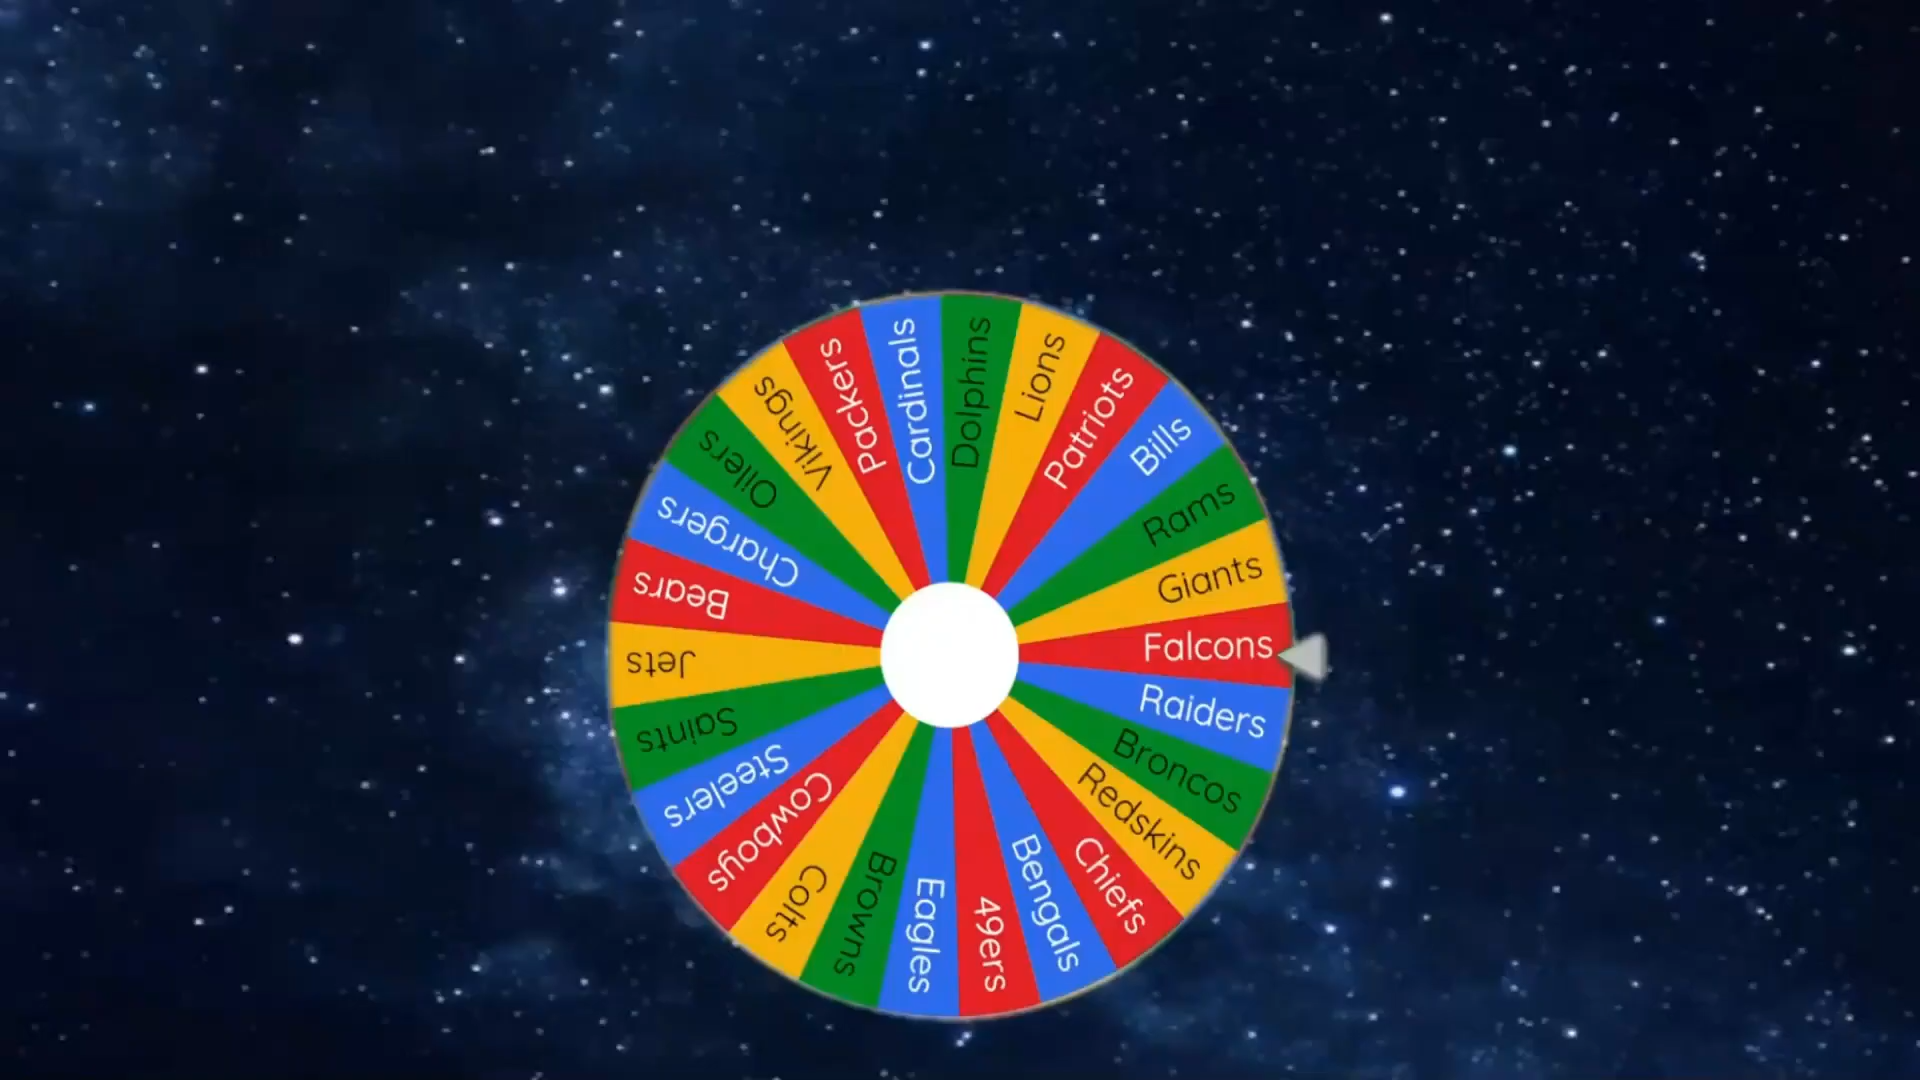 Dolphins
Lions
Patriots
Bills
Rams
Giants
Falcons
Raiders
Broncos
Redskins
Chiefs
Bengals
49ers
Eagles
Browns
Colts
Cowboys
Steelers
Saints
Jets
Bears
Chargers
Oilers
Vikings
Packers
Cardinals